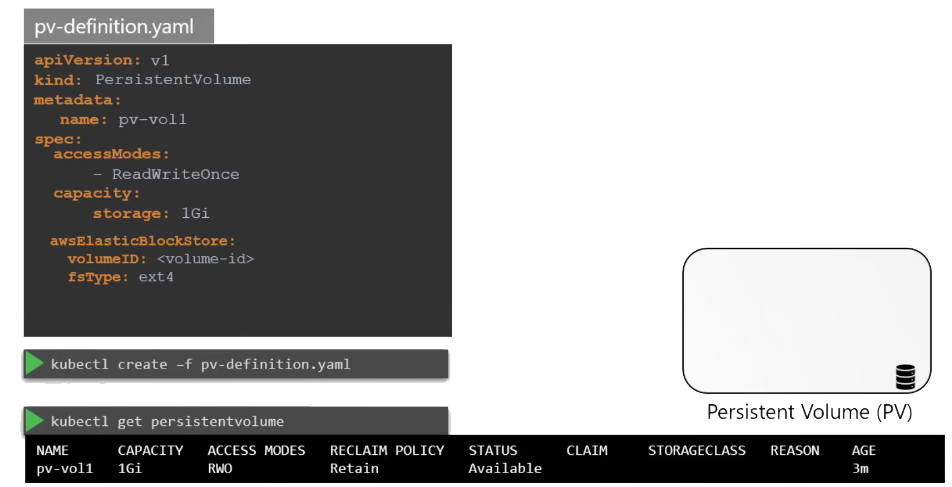 pv-definition.yaml
apiVersion: v1
kind: PersistentVolume
metadata:
name: pv-vol1
spec:
accessModes:
- ReadWriteOnce
capacity:
storage: 1Gi
awsElasticBlockStore:
volumeID: <volume-id>
fsType: ext4
kubectl create –f pv-definition.yaml
Persistent Volume (PV)
kubectl get persistentvolume
NAME CAPACITY ACCESS MODES RECLAIM POLICY STATUS CLAIM STORAGECLASS REASON AGE
pv-vol1 1Gi RWO Retain Available 3m